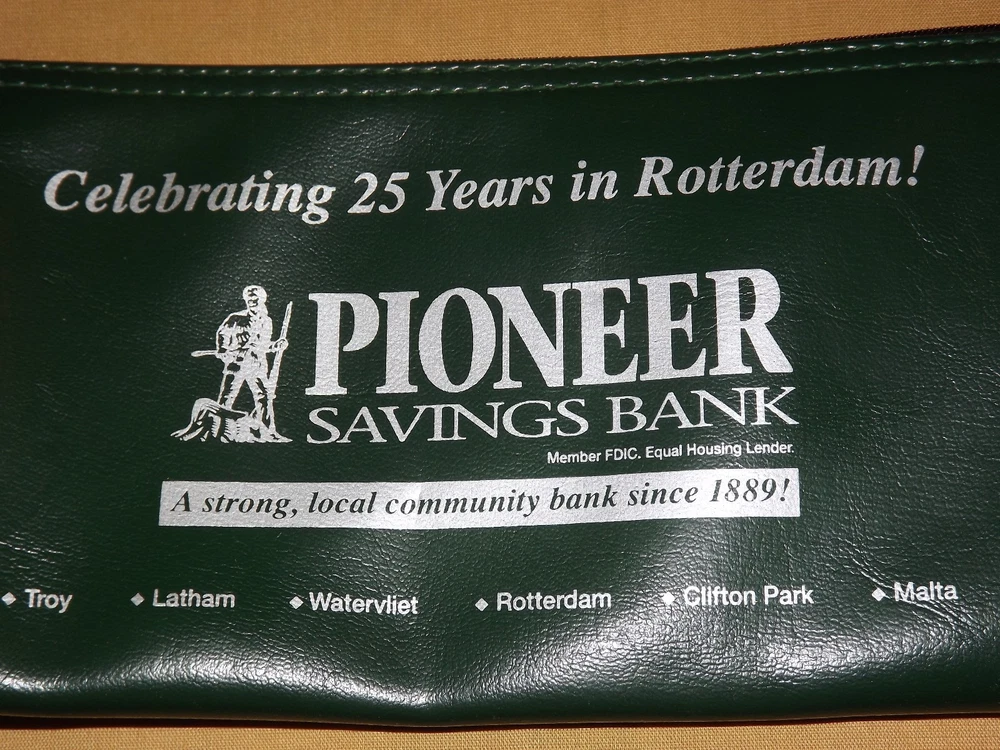 Celebrating 25 Years in Rotterdam!
PIONEER
SAVINGS BANK
Member FDIC. Equal Housing Lender.
A strong, local community bank since 1889!
◆ Troy ◆ Latham ◆ Watervliet ◆ Rotterdam ◆ Clifton Park ◆ Malta